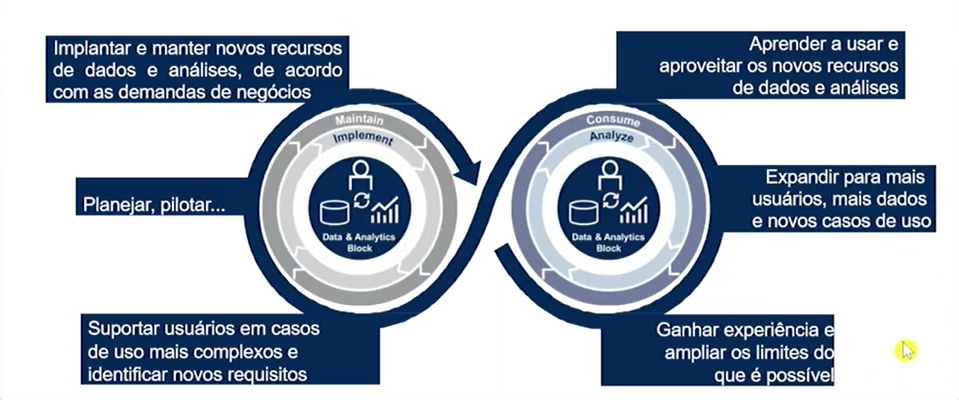 Implantar e manter novos recursos
de dados e análises, de acordo
com as demandas de negócios
Planejar, pilotar...
Suportar usuários em casos
de uso mais complexos e
identificar novos requisitos
Maintain
Implement
Data & Analytics
Block
Consume
Analyze
Data & Analytics
Block
Aprender a usar e
aproveitar os novos recursos
de dados e análises
Expandir para mais
usuários, mais dados
e novos casos de uso
Ganhar experiência e
ampliar os limites do
que é possível